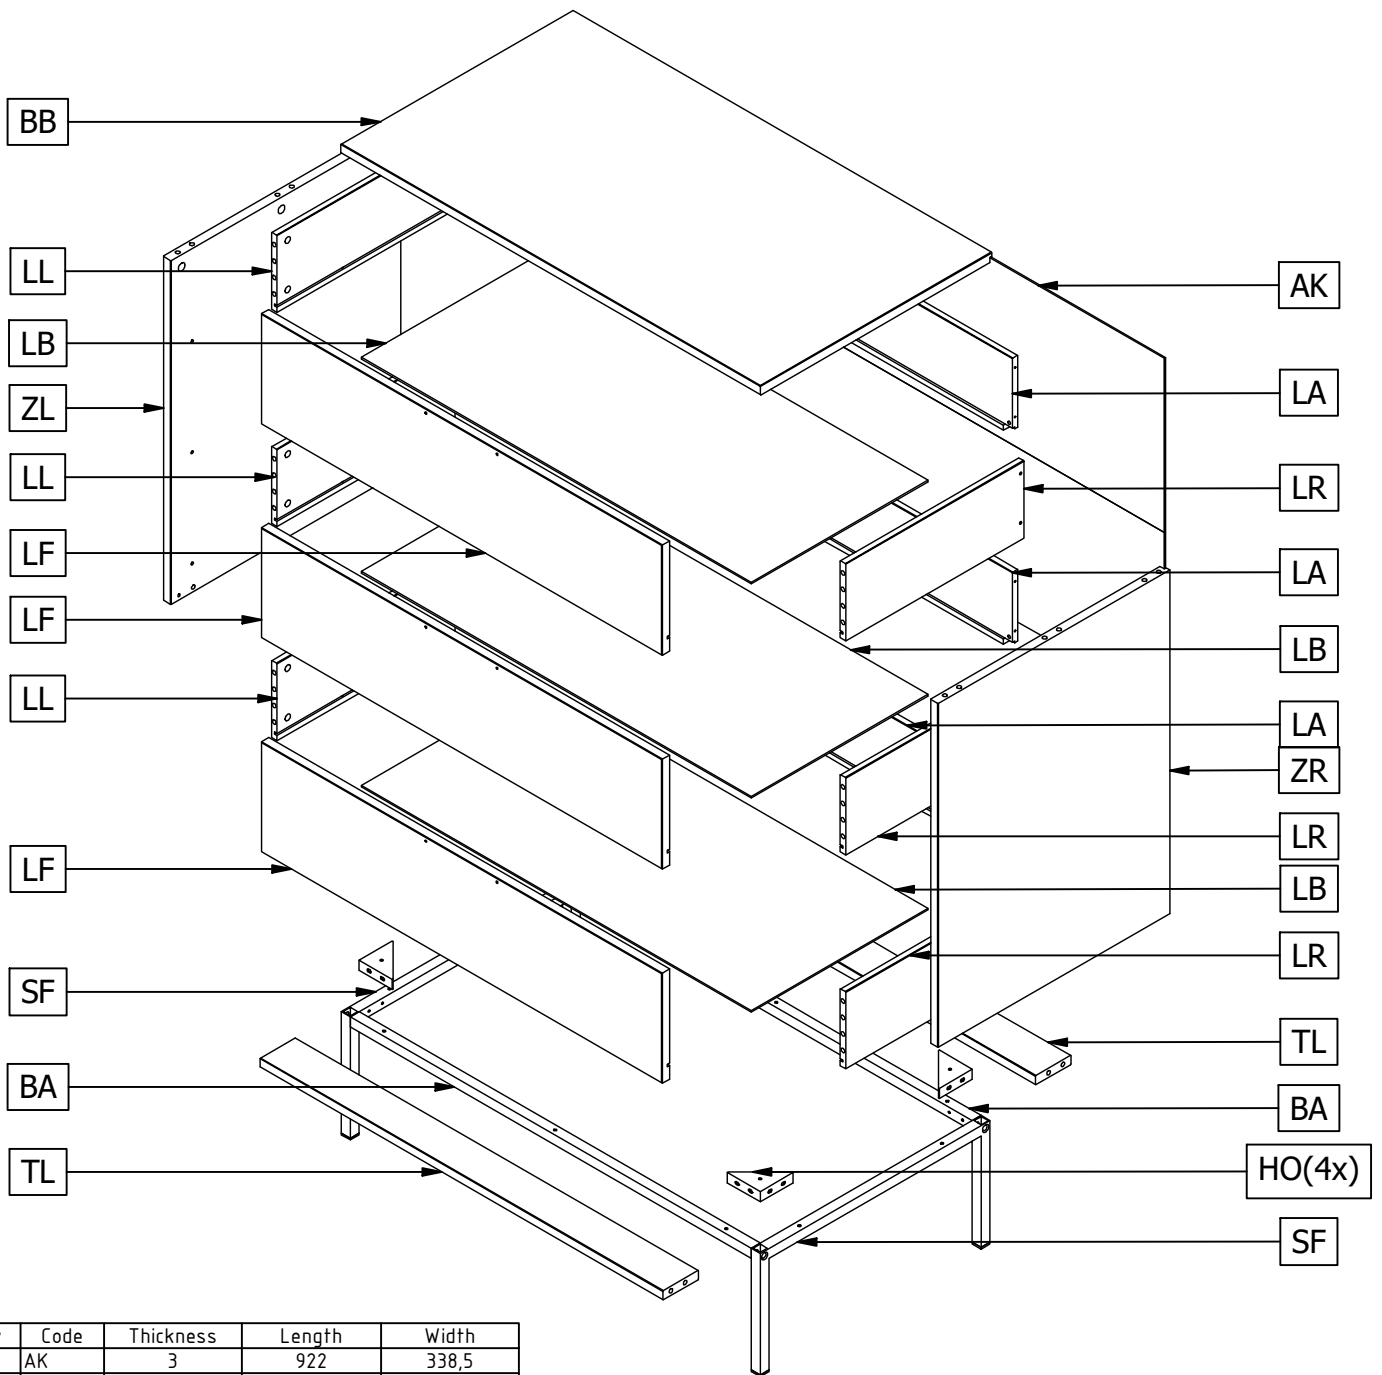 BB
LL
LB
ZL
LL
LF
LF
LL
LF
SF
BA
TL
AK
LA
LR
LA
LB
LA
ZR
LR
LB
LR
TL
BA
HO(4x)
SF
Code Thickness Length Width
AK 3 922 338,5